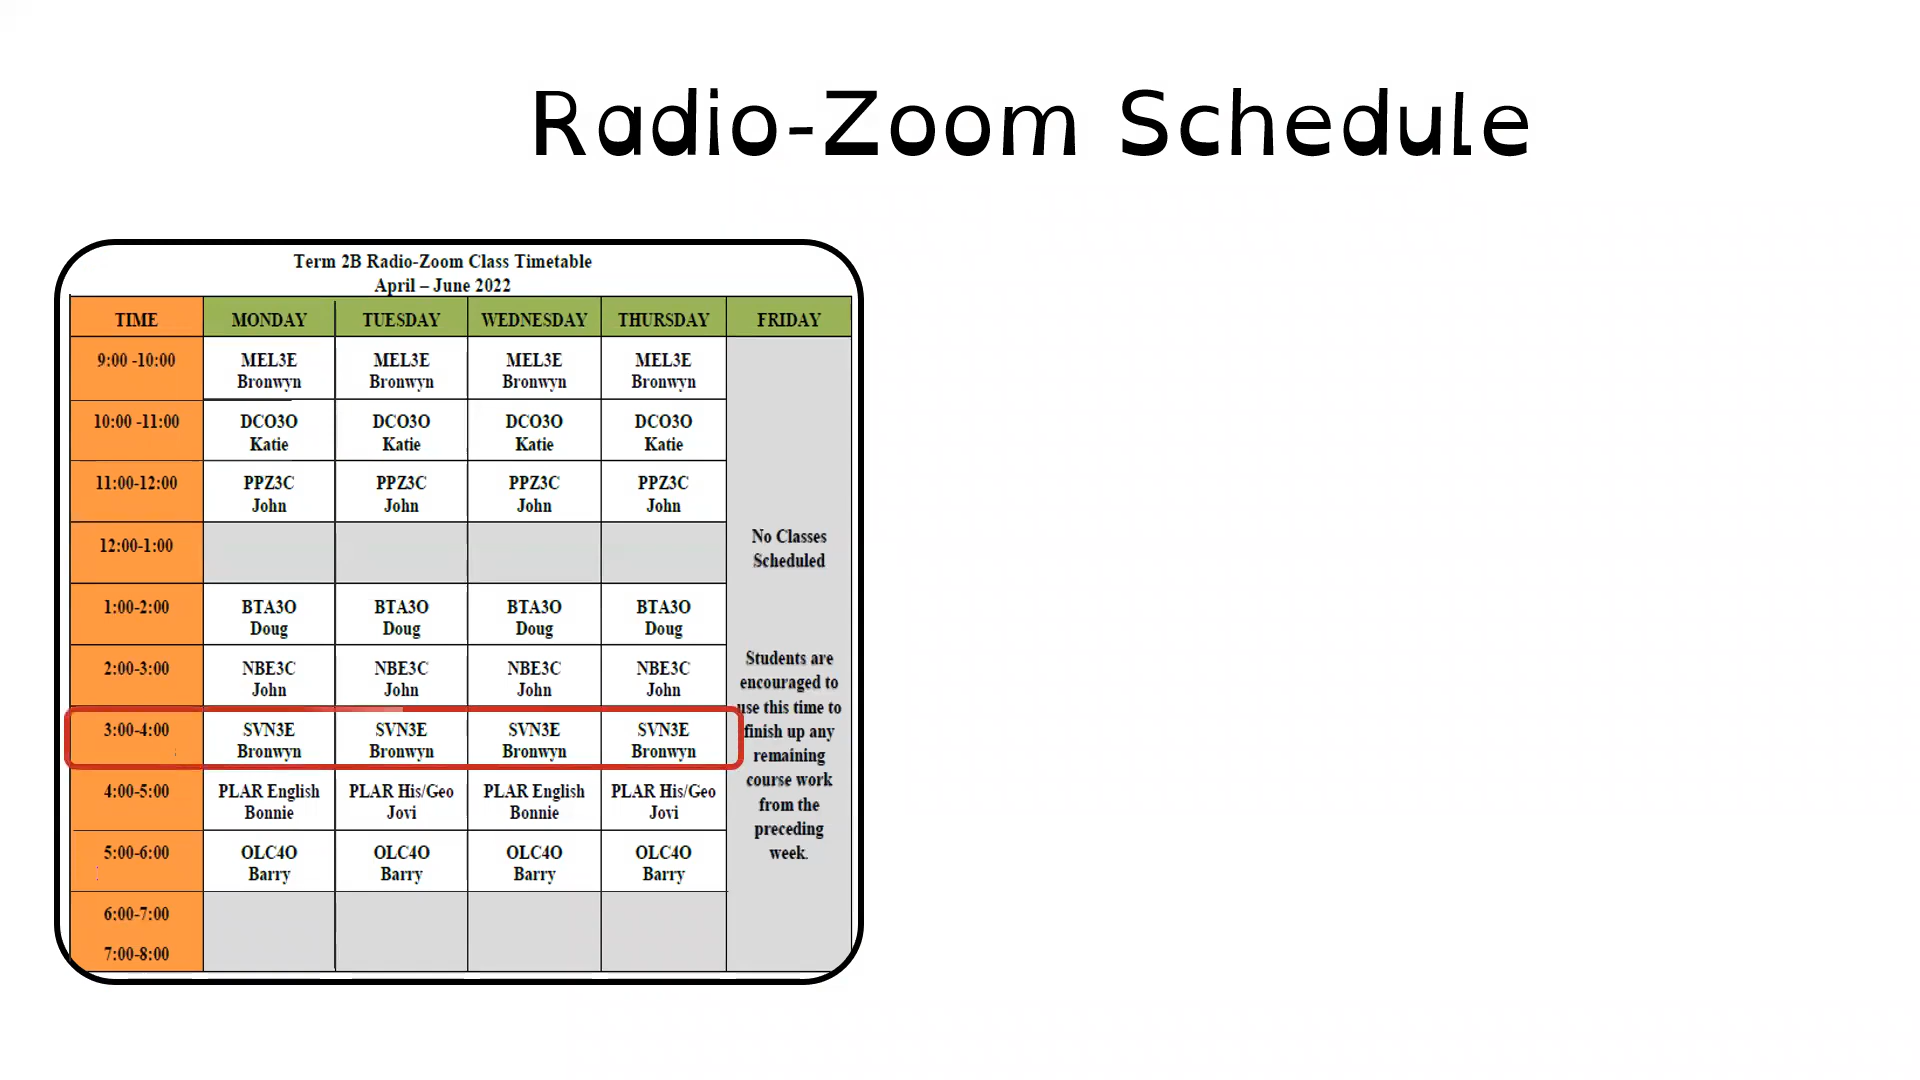 Radio-Zoom Schedule
Term 2B Radio-Zoom Class Timetable
April – June 2022
TIME MONDAY TUESDAY WEDNESDAY THURSDAY FRIDAY
9:00 -10:00 MEL3E MEL3E MEL3E MEL3E
Bronwyn Bronwyn Bronwyn Bronwyn
10:00 -11:00 DCO3O DCO3O DCO3O DCO3O
Katie Katie Katie Katie
11:00-12:00 PPZ3C PPZ3C PPZ3C PPZ3C
John John John John
12:00-1:00
No Classes
Scheduled
1:00-2:00 BTA3O BTA3O BTA3O BTA3O
Doug Doug Doug Doug
2:00-3:00 NBE3C NBE3C NBE3C NBE3C
John John John John
3:00-4:00 SVN3E SVN3E SVN3E SVN3E
Bronwyn Bronwyn Bronwyn Bronwyn
4:00-5:00 PLAR English PLAR His/Geo PLAR English PLAR His/Geo
Bonnie Jovi Bonnie Jovi
5:00-6:00 OLC4O OLC4O OLC4O OLC4O
Barry Barry Barry Barry
6:00-7:00
7:00-8:00
Students are
encouraged to
use this time to
finish up any
remaining
course work
from the
preceding
week.